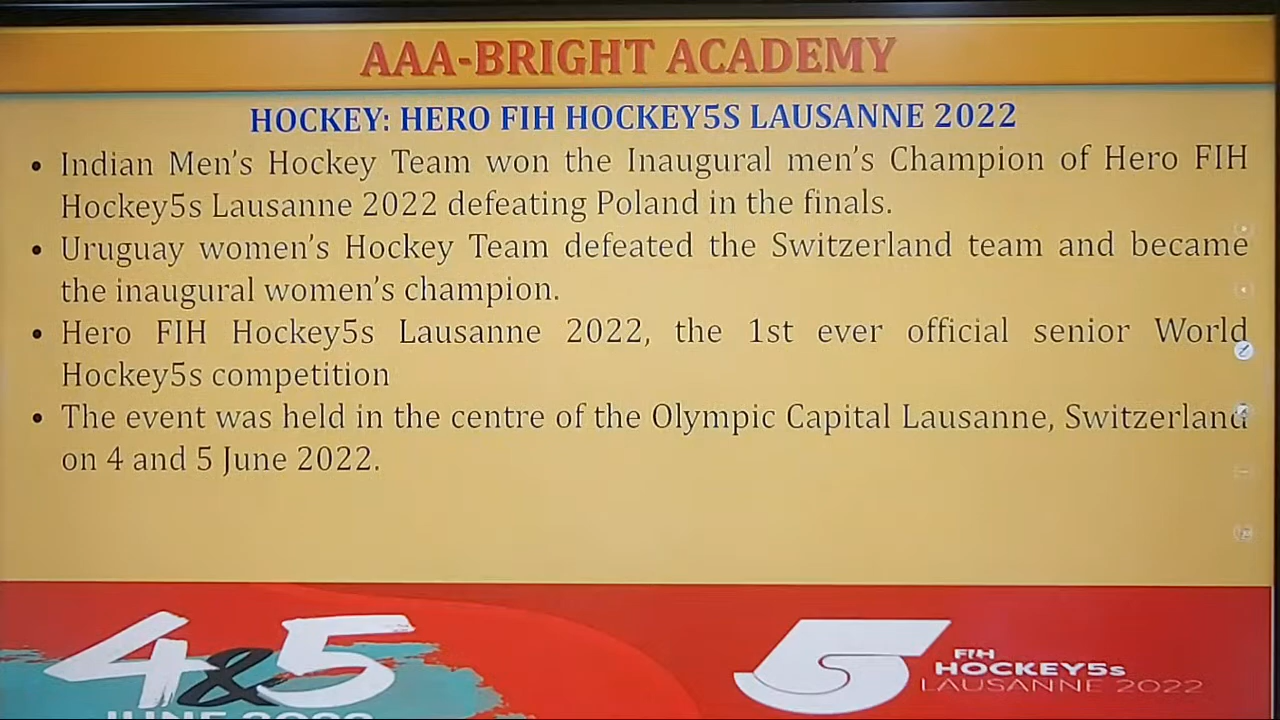 AAA-BRIGHT ACADEMY
HOCKEY: HERO FIH HOCKEY5S LAUSANNE 2022
• Indian Men's Hockey Team won the Inaugural men's Champion of Hero FIH
Hockey5s Lausanne 2022 defeating Poland in the finals.
• Uruguay women's Hockey Team defeated the Switzerland team and became
the inaugural women's champion.
• Hero FIH Hockey5s Lausanne 2022, the 1st ever official senior World
Hockey5s competition
• The event was held in the centre of the Olympic Capital Lausanne, Switzerland
on 4 and 5 June 2022.
4&5
JUNE 2022
5 FIH
HOCKEY5s
LAUSANNE 2022